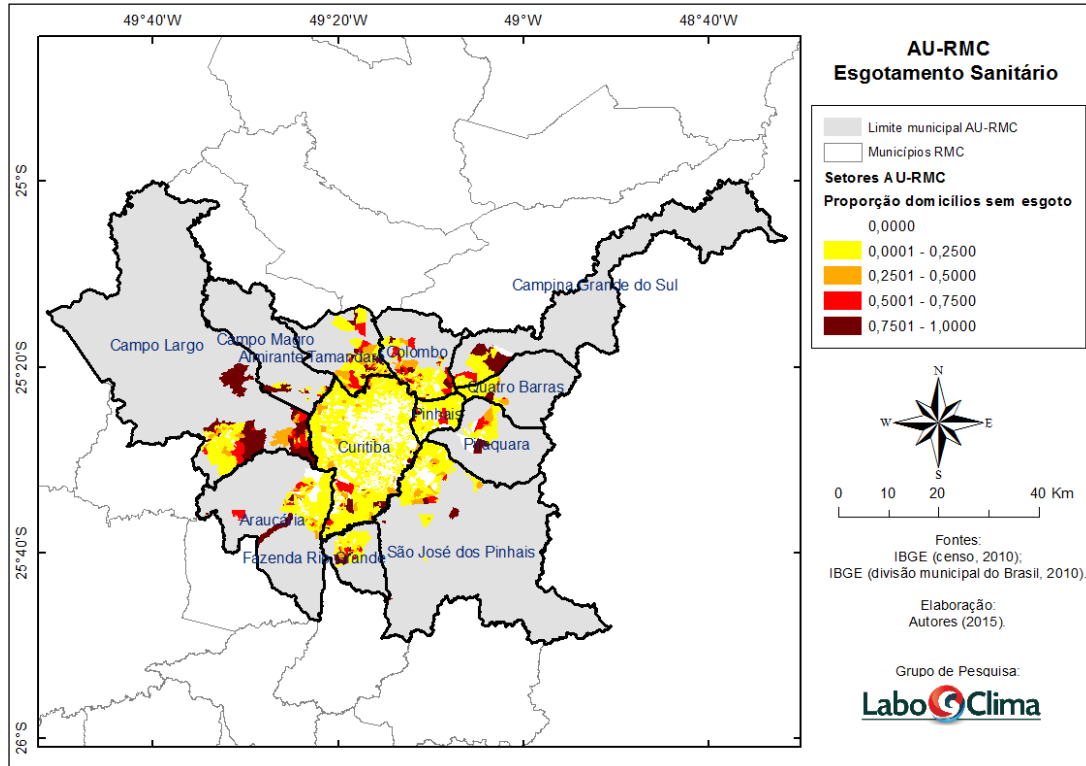 49°40'W 49°20'W 49°W 48°40'W
25°S
25°20'S
25°40'S
26°S
Campina Grande do Sul
Campo Magro
Campo Largo
Almirante Tamandaré
Colombo
Quatro Barras
Pinhais
Curitiba
Piraquara
Araucária
Fazenda Rio Grande
São José dos Pinhais
AU-RMC
Esgotamento Sanitário
Limite municipal AU-RMC
Municípios RMC
Setores AU-RMC
Proporção domicílios sem esgoto
0,0000
0,0001 - 0,2500
0,2501 - 0,5000
0,5001 - 0,7500
0,7501 - 1,0000
N
W E
S
0 10 20 40 Km
Fontes:
IBGE (censo, 2010);
IBGE (divisão municipal do Brasil, 2010).
Elaboração:
Autores (2015).
Grupo de Pesquisa:
LaboClima